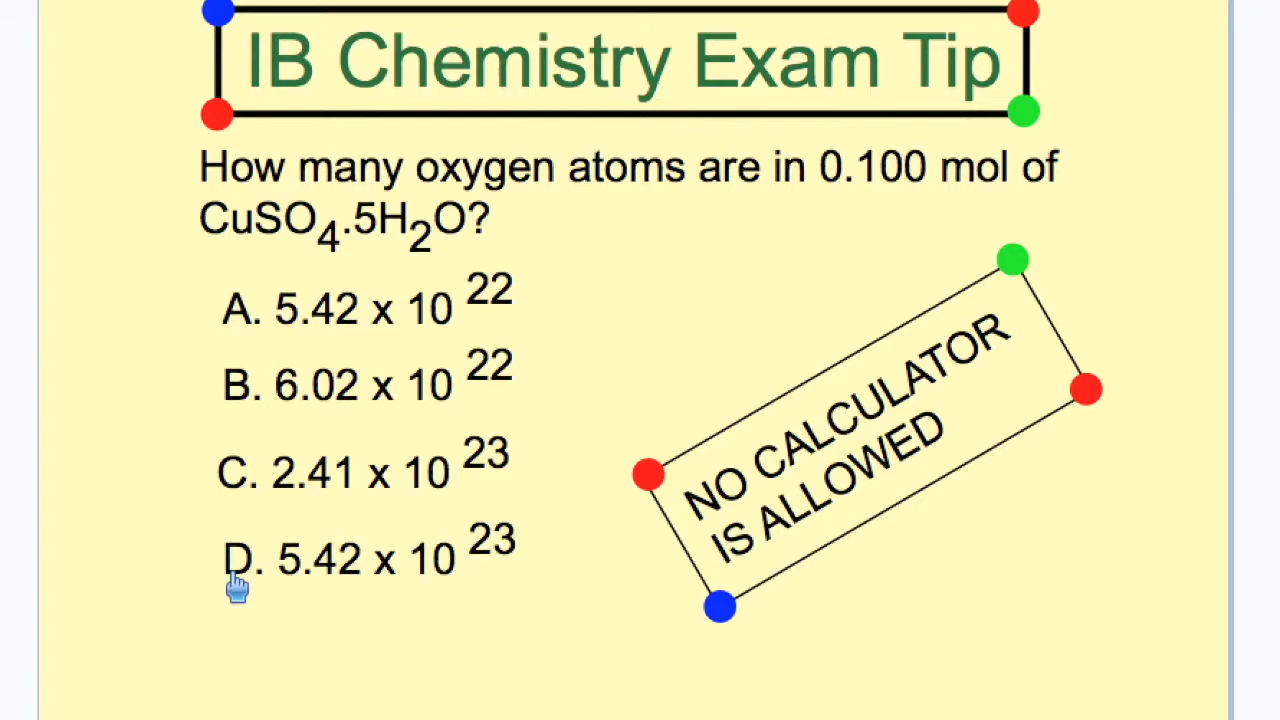 IB Chemistry Exam Tip
How many oxygen atoms are in 0.100 mol of
CuSO₄.5H₂O?
A. 5.42 x 10 ²²
B. 6.02 x 10 ²²
C. 2.41 x 10 ²³
D. 5.42 x 10 ²³
NO CALCULATOR
IS ALLOWED